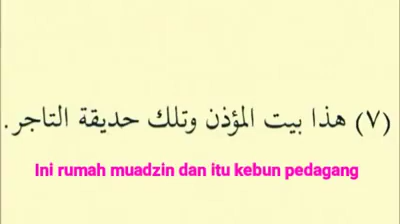 (٧) هذا بيت المؤذن وتلك حديقة التاجر.
Ini rumah muadzin dan itu kebun pedagang